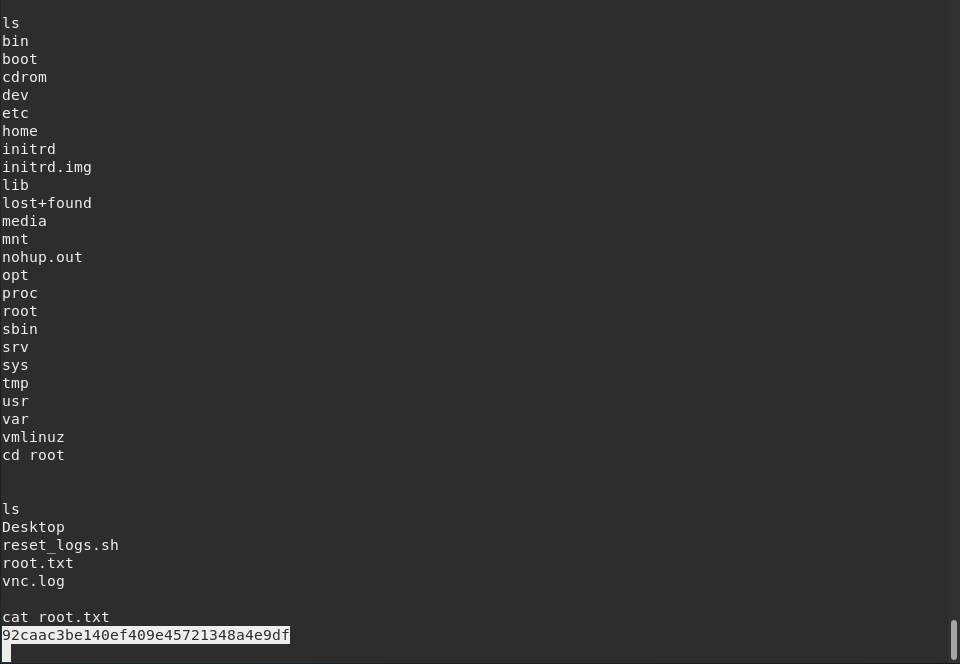 ls
bin
boot
cdrom
dev
etc
home
initrd
initrd.img
lib
lost+found
media
mnt
nohup.out
opt
proc
root
sbin
srv
sys
tmp
usr
var
vmlinuz
cd root
ls
Desktop
reset_logs.sh
root.txt
vnc.log
cat root.txt
92caac3be140ef409e45721348a4e9df